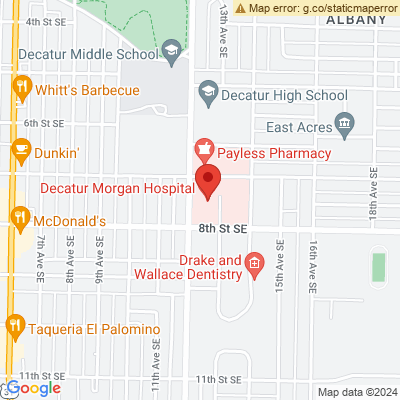 Map error: g.co/staticmaperror
ALBANY
4th St SE
13th Ave SE
Decatur Middle School
Whitt's Barbecue
Decatur High School
6th St SE
East Acres
Dunkin'
Payless Pharmacy
Decatur Morgan Hospital
McDonald's
8th St SE
18th Ave SE
7th Ave SE
8th Ave SE
9th Ave SE
Drake and
Wallace Dentistry
15th Ave SE
16th Ave SE
Taqueria El Palomino
11th Ave SE
11th St SE
11th St SE
Google
Map data ©2024